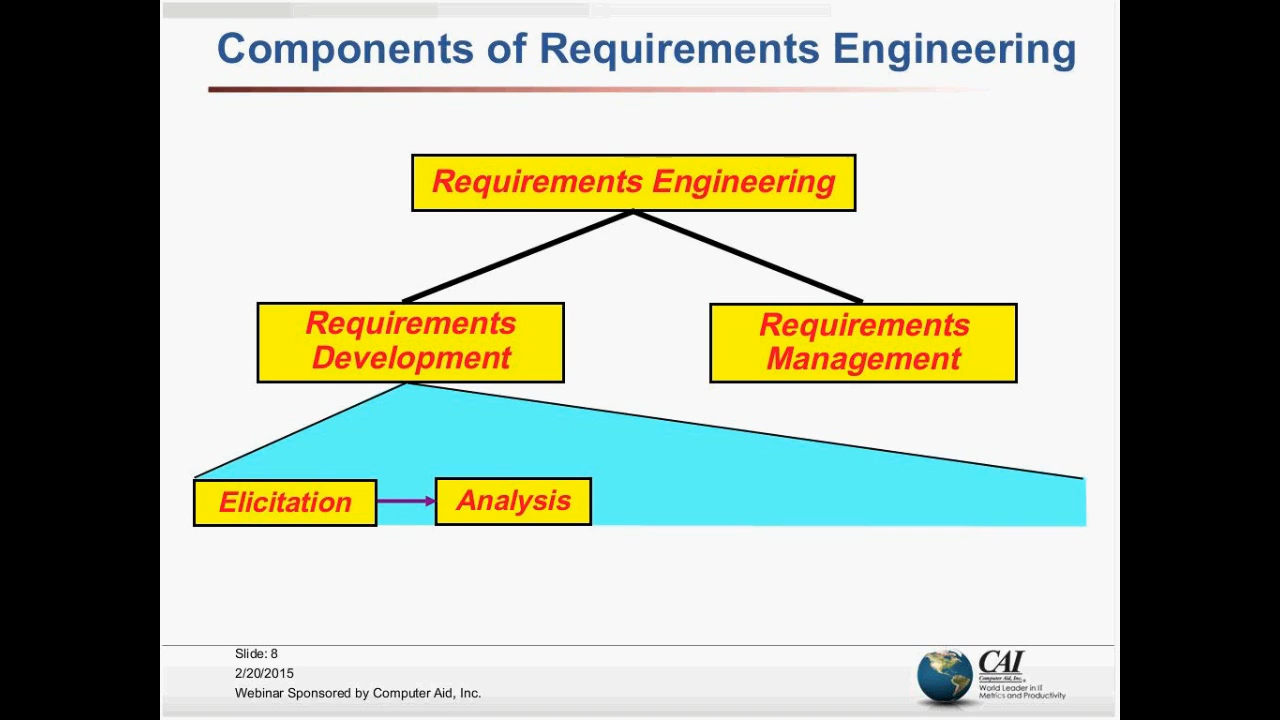 Components of Requirements Engineering
Requirements Engineering
Requirements
Development
Requirements
Management
Elicitation
Analysis
Slide: 8
2/20/2015
Webinar Sponsored by Computer Aid, Inc.
CAI
Computer Aid, Inc.
World Leader in IT
Metrics and Productivity